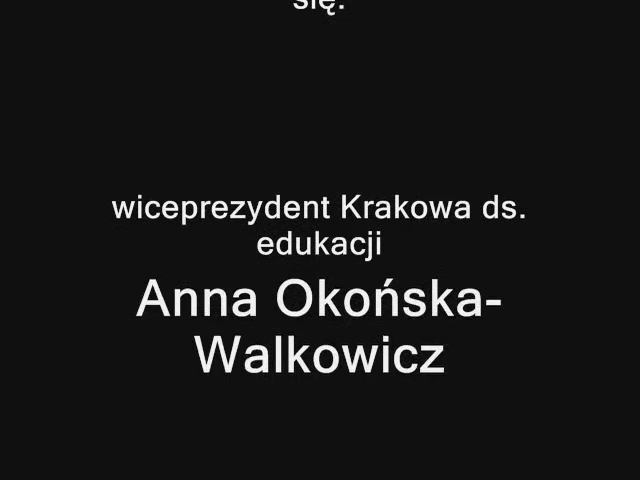 się.
wiceprezydent Krakowa ds.
edukacji
Anna Okońska-
Walkowicz